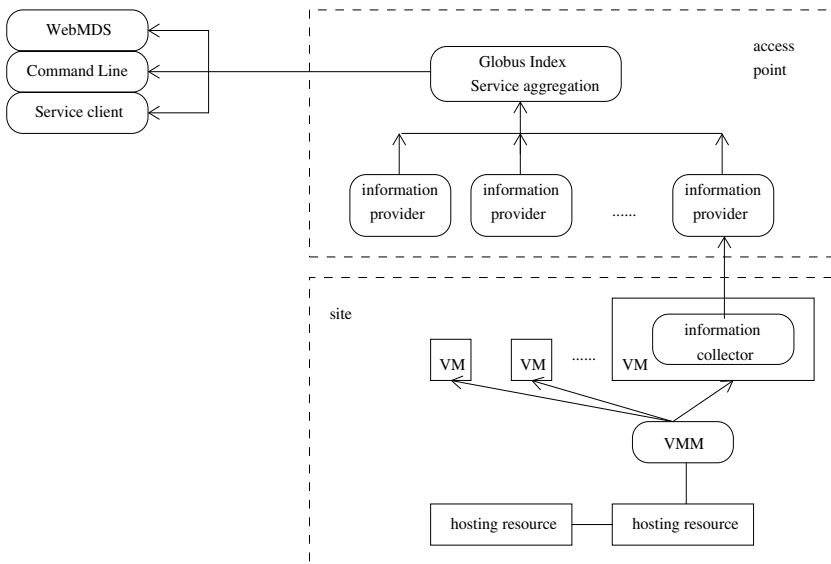 WebMDS
Command Line
Service client
Globus Index
Service aggregation
access
point
information
provider
information
provider
......
information
provider
site
VM
VM
......
VM
information
collector
VMM
hosting resource
hosting resource